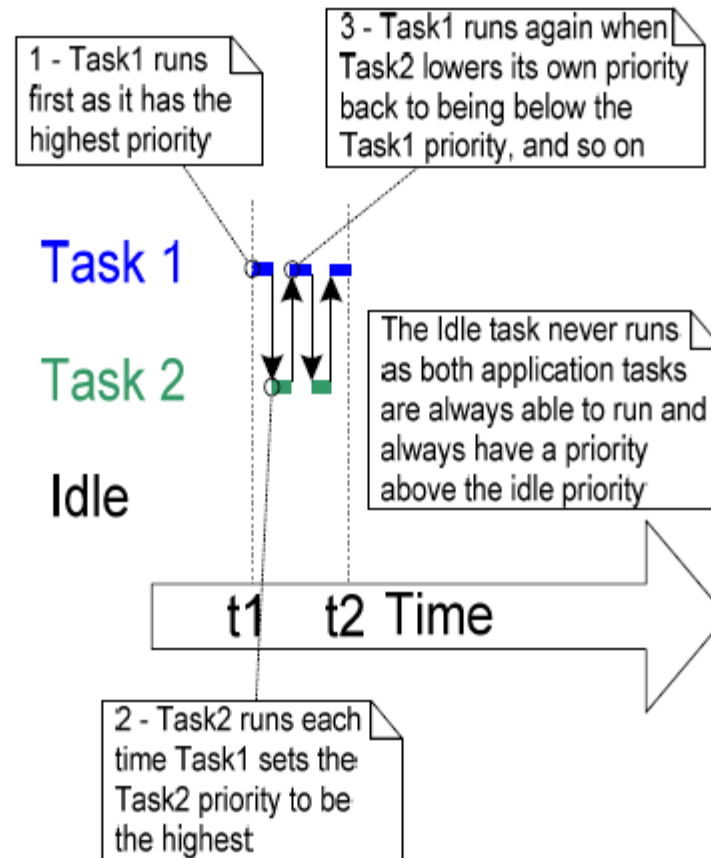 1 - Task1 runs
first as it has the
highest priority
3 - Task1 runs again when
Task2 lowers its own priority
back to being below the
Task1 priority, and so on
Task 1
Task 2
Idle
The Idle task never runs
as both application tasks
are always able to run and
always have a priority
above the idle priority
t1 t2 Time
2 - Task2 runs each
time Task1 sets the
Task2 priority to be
the highest